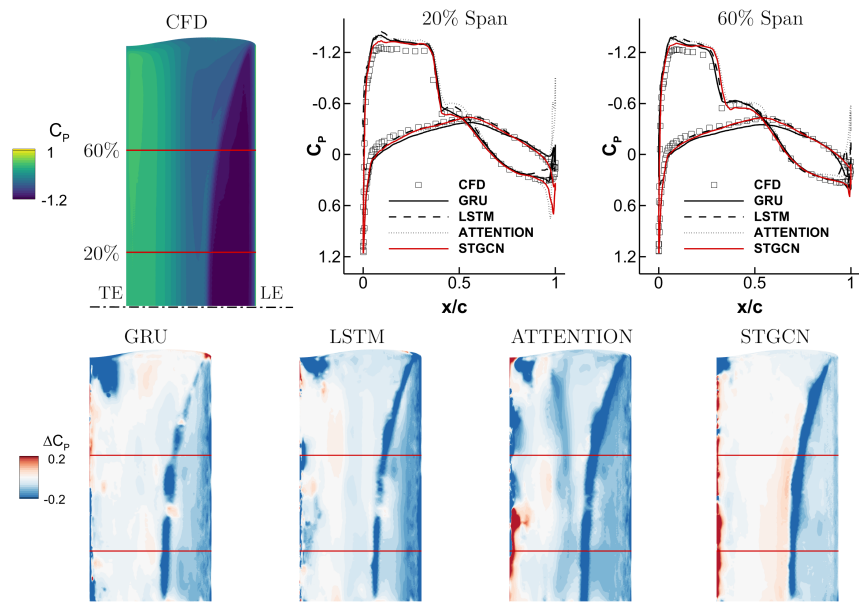 CFD
C_P
1
-1.2
60%
20%
TE
LE
20% Span
-1.2
-0.6
0
0.6
1.2
C_P
CFD
GRU
LSTM
ATTENTION
STGCN
0
0.5
1
x/c
60% Span
-1.2
-0.6
0
0.6
1.2
C_P
CFD
GRU
LSTM
ATTENTION
STGCN
0
0.5
1
x/c
GRU
LSTM
ATTENTION
STGCN
ΔC_P
0.2
-0.2